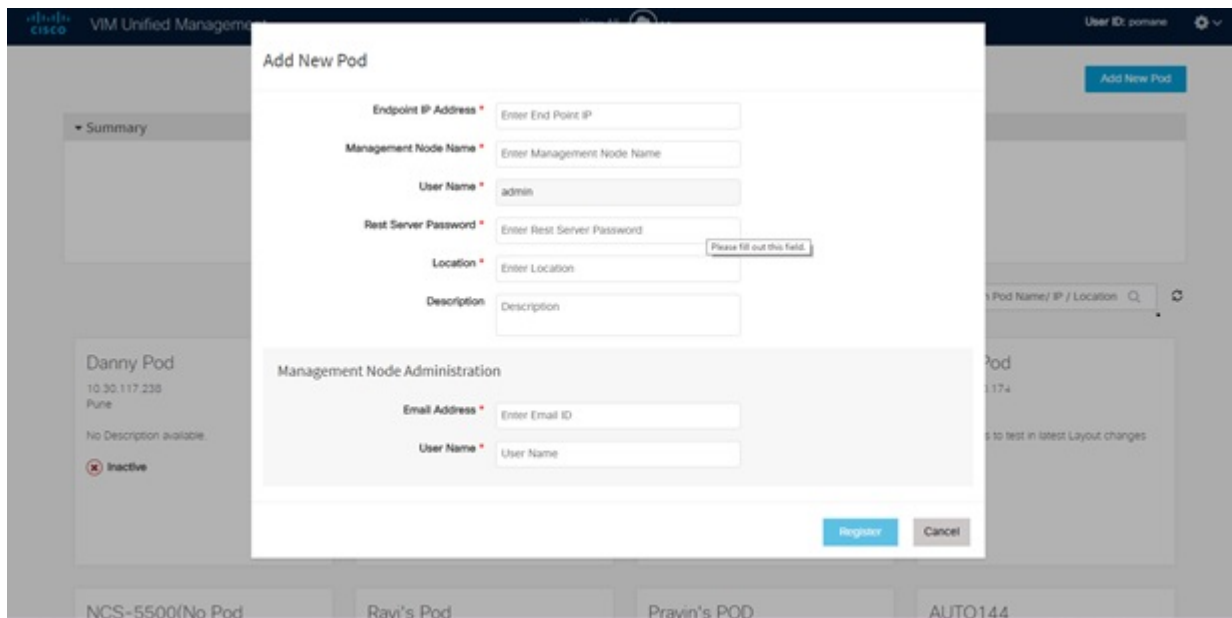 CISCO VIM Unified Manageme
User ID: pomane
Add New Pod
Add New Pod
Summary
Endpoint IP Address *
Enter End Point IP
Management Node Name *
Enter Management Node Name
User Name *
admin
Rest Server Password *
Enter Rest Server Password
Please fill out this field.
Location *
Enter Location
Description
Description
Pod Name/ IP / Location
Danny Pod
10.30.117.238
Pune
No Description available.
Inactive
Pod
.174
s to test in latest Layout changes
Management Node Administration
Email Address *
Enter Email ID
User Name *
User Name
Register
Cancel
NCS-5500(No Pod
Ravi's Pod
Pravin's POD
AUTO144